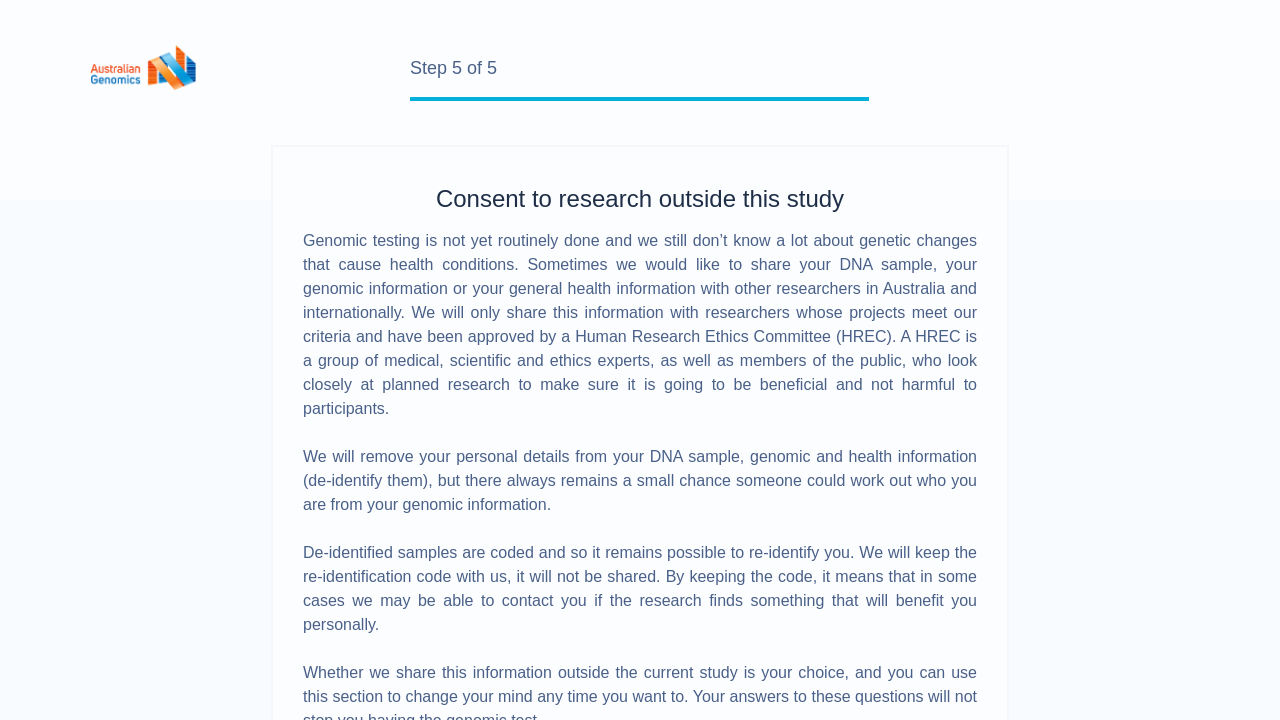 Australian
Genomics
Step 5 of 5
Consent to research outside this study
Genomic testing is not yet routinely done and we still don’t know a lot about genetic changes
that cause health conditions. Sometimes we would like to share your DNA sample, your
genomic information or your general health information with other researchers in Australia and
internationally. We will only share this information with researchers whose projects meet our
criteria and have been approved by a Human Research Ethics Committee (HREC). A HREC is
a group of medical, scientific and ethics experts, as well as members of the public, who look
closely at planned research to make sure it is going to be beneficial and not harmful to
participants.
We will remove your personal details from your DNA sample, genomic and health information
(de-identify them), but there always remains a small chance someone could work out who you
are from your genomic information.
De-identified samples are coded and so it remains possible to re-identify you. We will keep the
re-identification code with us, it will not be shared. By keeping the code, it means that in some
cases we may be able to contact you if the research finds something that will benefit you
personally.
Whether we share this information outside the current study is your choice, and you can use
this section to change your mind any time you want to. Your answers to these questions will not
stop you having the genomic test.